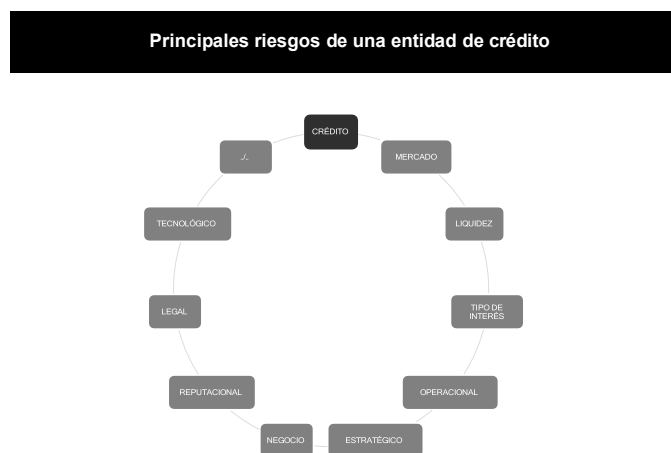 Principales riesgos de una entidad de crédito
CRÉDITO
./.
MERCADO
TECNOLÓGICO
LIQUIDEZ
LEGAL
TIPO DE
INTERÉS
REPUTACIONAL
OPERACIONAL
NEGOCIO
ESTRATÉGICO